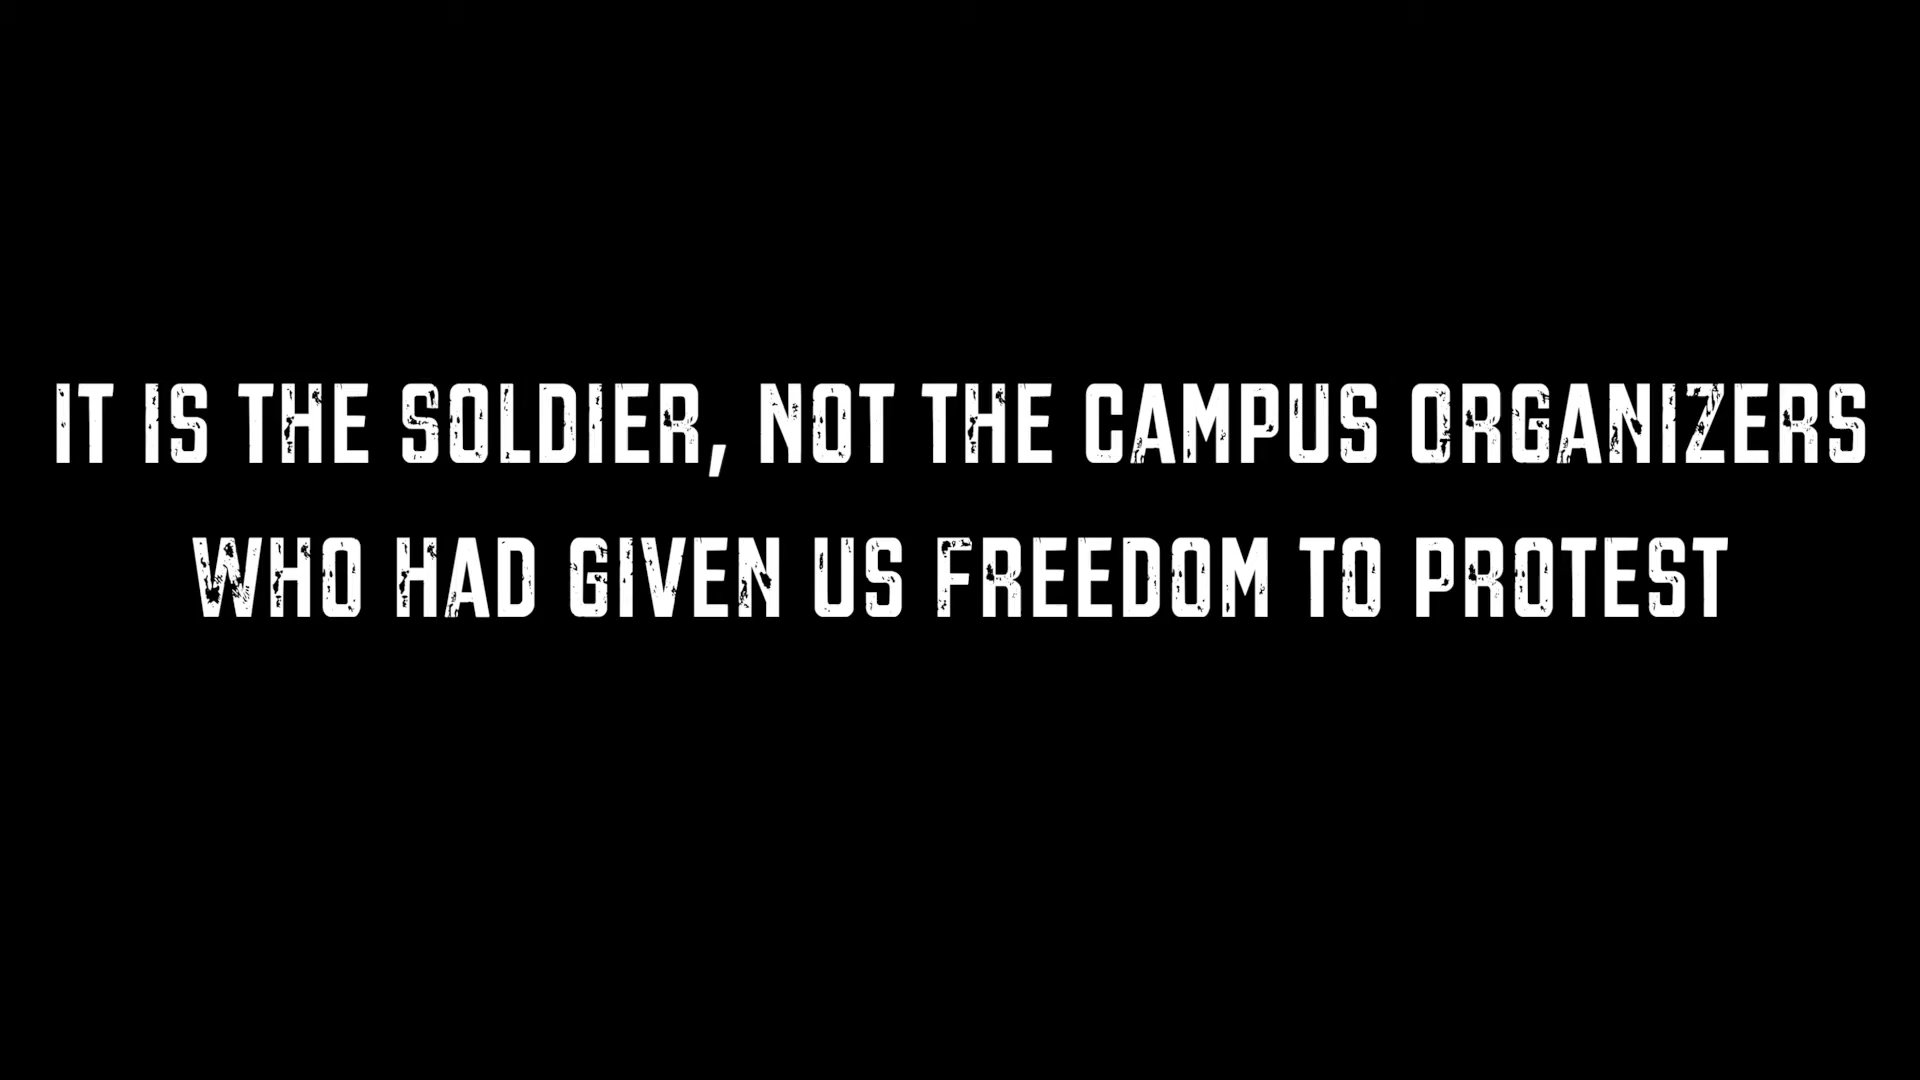 IT IS THE SOLDIER, NOT THE CAMPUS ORGANIZERS
WHO HAD GIVEN US FREEDOM TO PROTEST